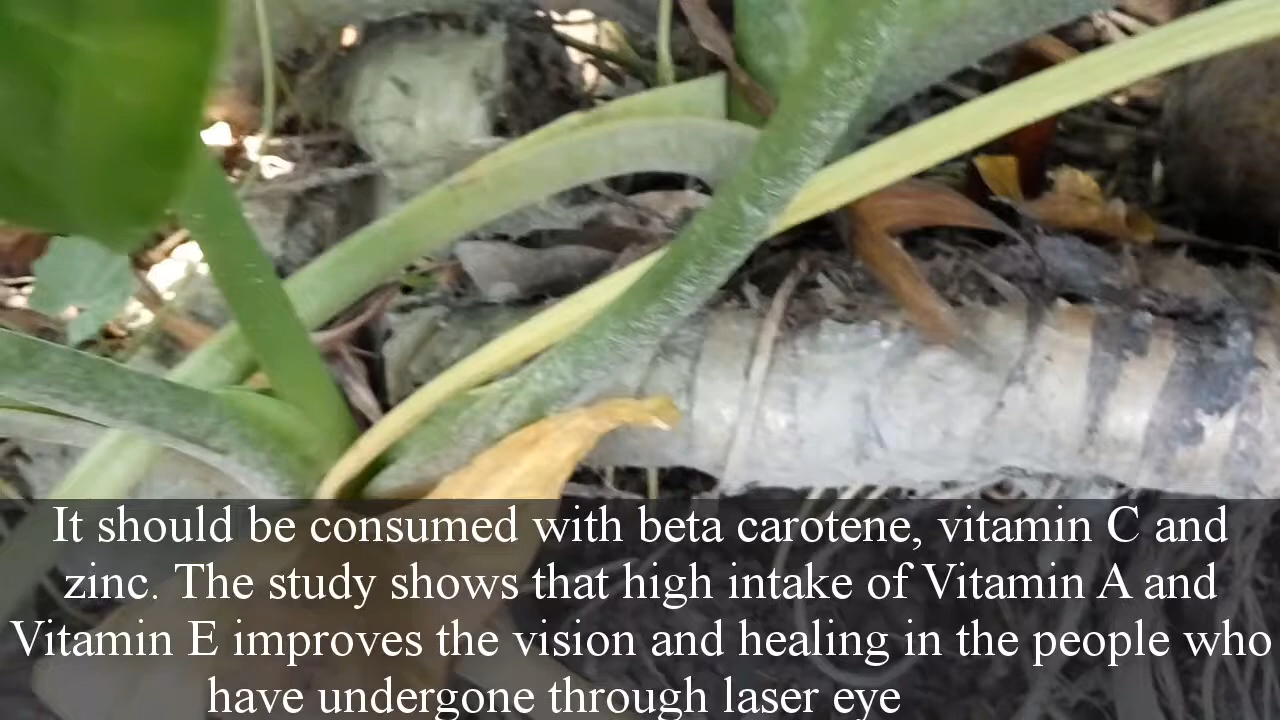 It should be consumed with beta carotene, vitamin C and
zinc. The study shows that high intake of Vitamin A and
Vitamin E improves the vision and healing in the people who
have undergone through laser eye